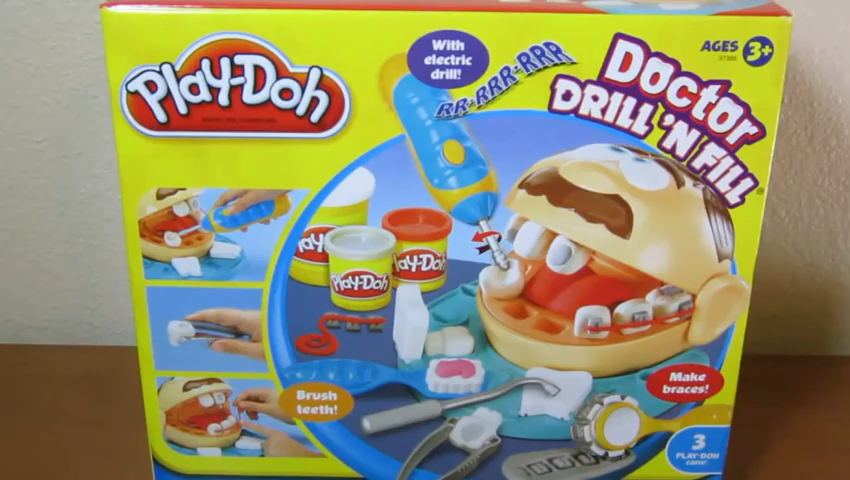 With
electric
drill!
RR-RRR-RRR
AGES 3+
Play-Doh
Doctor
DRILL 'N FILL
Play-Doh
Play-Doh
Brush
teeth!
Make
braces!
3
PLAY-DOH
cans!